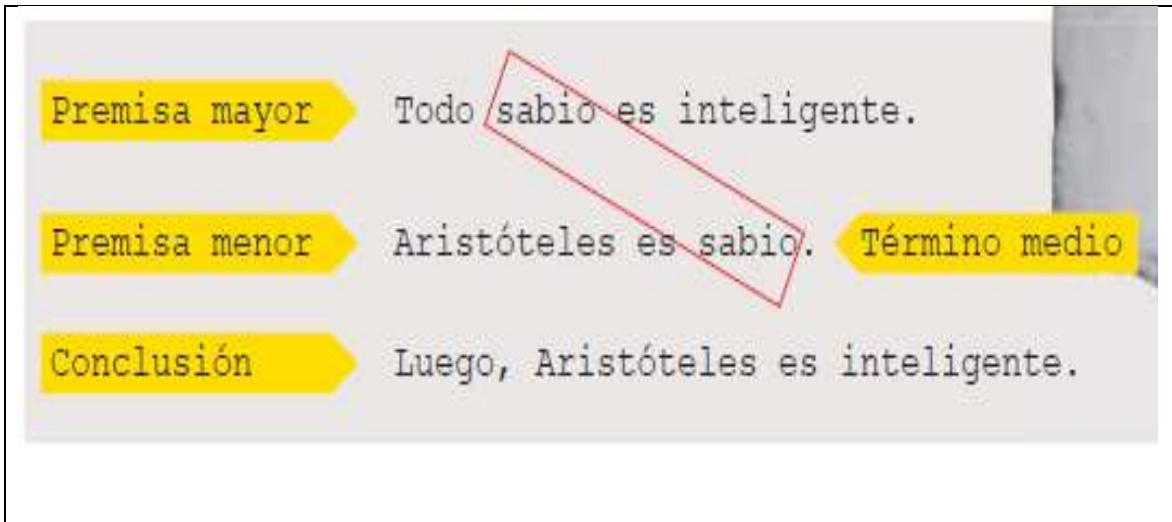 Premisa mayor Todo sabio es inteligente.
Premisa menor Aristóteles es sabio. Término medio
Conclusión Luego, Aristóteles es inteligente.